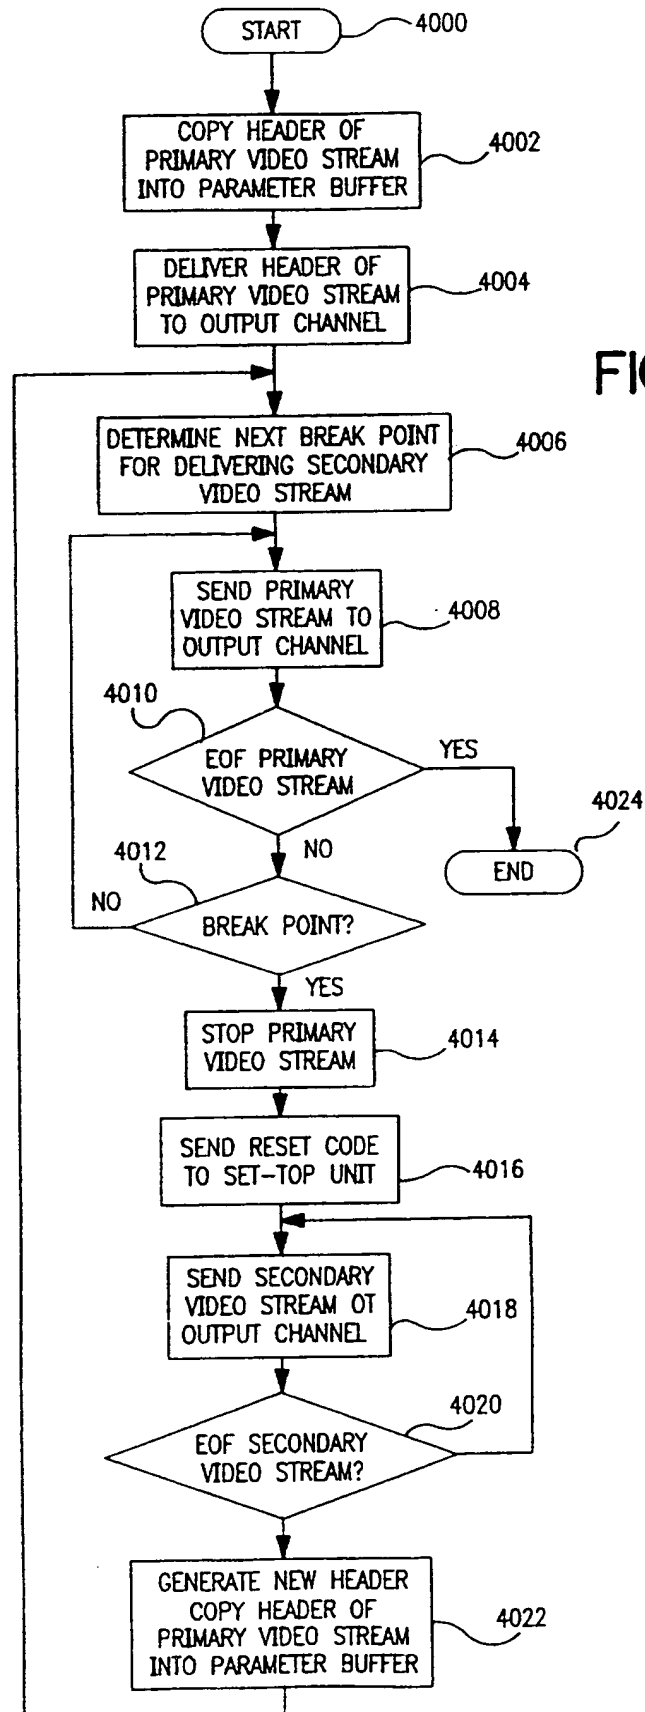 START
4000
COPY HEADER OF
PRIMARY VIDEO STREAM
INTO PARAMETER BUFFER
4002
DELIVER HEADER OF
PRIMARY VIDEO STREAM
TO OUTPUT CHANNEL
4004
FIG
DETERMINE NEXT BREAK POINT
FOR DELIVERING SECONDARY
VIDEO STREAM
4006
SEND PRIMARY
VIDEO STREAM TO
OUTPUT CHANNEL
4008
4010
EOF PRIMARY
VIDEO STREAM
YES
4024
END
NO
4012
NO
BREAK POINT?
YES
STOP PRIMARY
VIDEO STREAM
4014
SEND RESET CODE
TO SET-TOP UNIT
4016
SEND SECONDARY
VIDEO STREAM OT
OUTPUT CHANNEL
4018
4020
EOF SECONDARY
VIDEO STREAM?
GENERATE NEW HEADER
COPY HEADER OF
PRIMARY VIDEO STREAM
INTO PARAMETER BUFFER
4022